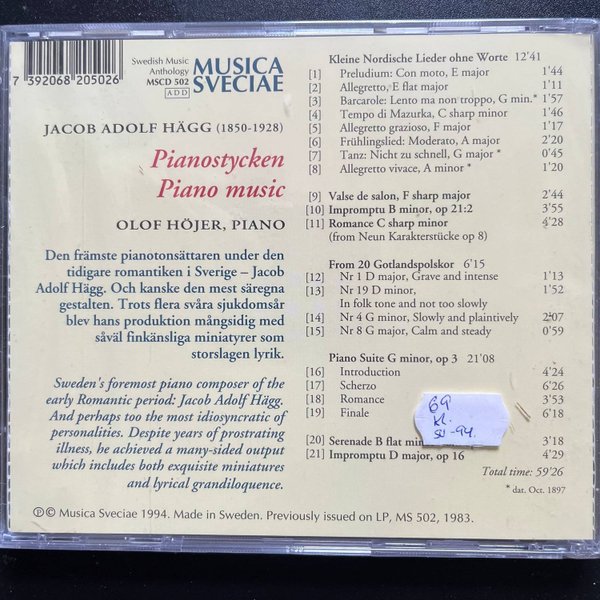 7 392068 205026
Swedish Music
Anthology
MSCD 502
ADD
MUSICA
SVECIAE
JACOB ADOLF HÄGG (1850-1928)
Pianostycken
Piano music
OLOF HÖJER, PIANO
Den främste pianotonsättaren under den
tidigare romantiken i Sverige – Jacob
Adolf Hägg. Och kanske den mest säregna
gestalten. Trots flera svåra sjukdomsår
blev hans produktion mångsidig med
såväl finkänsliga miniatyrer som
storslagen lyrik.
Sweden's foremost piano composer of the
early Romantic period: Jacob Adolf Hägg.
And perhaps too the most idiosyncratic of
personalities. Despite years of prostrating
illness, he achieved a many-sided output
which includes both exquisite miniatures
and lyrical grandiloquence.
Kleine Nordische Lieder ohne Worte 12'41
[1] Preludium: Con moto, E major 1'44
[2] Allegretto, E flat major 1'11
[3] Barcarole: Lento ma non troppo, G min.* 1'57
[4] Tempo di Mazurka, C sharp minor 1'46
[5] Allegretto grazioso, F major 1'17
[6] Frühlingslied: Moderato, A major 2'20
[7] Tanz: Nicht zu schnell, G major * 0'45
[8] Allegretto vivace, A minor * 1'20
[9] Valse de salon, F sharp major 2'44
[10] Impromptu B minor, op 21:2 3'55
[11] Romance C sharp minor 4'28
(from Neun Karakterstücke op 8)
From 20 Gotlandspolskor 6'15
[12] Nr 1 D major, Grave and intense 1'13
[13] Nr 19 D minor, 1'52
In folk tone and not too slowly
[14] Nr 4 G minor, Slowly and plaintively 2'07
[15] Nr 8 G major, Calm and steady 0'59
Piano Suite G minor, op 3 21'08
[16] Introduction 4'24
[17] Scherzo 6'26
[18] Romance 3'53
[19] Finale 6'18
[20] Serenade B flat 3'18
[21] Impromptu D major, op 16 4'29
Total time: 59'26
* dat. Oct. 1897
69
kr.
℗ © Musica Sveciae 1994. Made in Sweden. Previously issued on LP, MS 502, 1983.